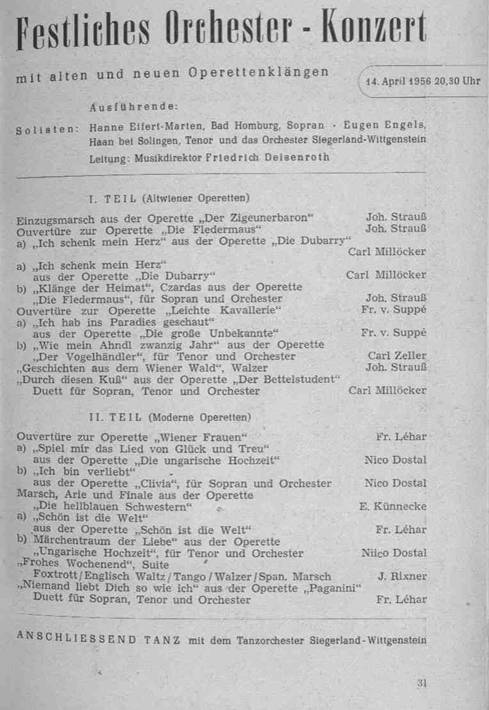 Festliches Orchester - Konzert
mit alten und neuen Operettenklängen
14. April 1956 20,30 Uhr
Ausführende:
Solisten: Hanne Eifert-Marten, Bad Homburg, Sopran - Eugen Engels,
Haan bei Solingen, Tenor und das Orchester Siegerland-Wittgenstein
Leitung: Musikdirektor Friedrich Deisenroth
I. TEIL (Altwiener Operetten)
Einzugsmarsch aus der Operette „Der Zigeunerbaron“ Joh. Strauß
Ouvertüre zur Operette „Die Fledermaus“ Joh. Strauß
a) „Ich schenk mein Herz“ aus der Operette „Die Dubarry“
Carl Millöcker
a) „Ich schenk mein Herz“
aus der Operette „Die Dubarry“ Carl Millöcker
b) „Klänge der Heimat“, Czardas aus der Operette
„Die Fledermaus“, für Sopran und Orchester Joh. Strauß
Ouvertüre zur Operette „Leichte Kavallerie“ Fr. v. Suppé
a) „Ich hab ins Paradies geschaut“
aus der Operette „Die große Unbekannte“ Fr. v. Suppé
b) „Wie mein Ahndl zwanzig Jahr“ aus der Operette
„Der Vogelhändler“, für Tenor und Orchester Carl Zeller
„Geschichten aus dem Wiener Wald“, Walzer Joh. Strauß
„Durch diesen Kuß“ aus der Operette „Der Bettelstudent“
Duett für Sopran, Tenor und Orchester Carl Millöcker
II. TEIL (Moderne Operetten)
Ouvertüre zur Operette „Wiener Frauen“ Fr. Léhar
a) „Spiel mir das Lied von Glück und Treu“
aus der Operette „Die ungarische Hochzeit“ Nico Dostal
b) „Ich bin verliebt“
aus der Operette „Clivia“, für Sopran und Orchester Nico Dostal
Marsch, Arie und Finale aus der Operette
„Die hellblauen Schwestern“ E. Künnecke
a) „Schön ist die Welt“
aus der Operette „Schön ist die Welt“ Fr. Léhar
b) Märchentraum der Liebe“ aus der Operette
„Ungarische Hochzeit“, für Tenor und Orchester Niico Dostal
„Frohes Wochenend“, Suite
Foxtrott/Englisch Waltz/Tango/Walzer/Span. Marsch J. Rixner
„Niemand liebt Dich so wie ich“ aus der Operette „Paganini“
Duett für Sopran, Tenor und Orchester Fr. Léhar
ANSCHLIESSEND TANZ mit dem Tanzorchester Siegerland-Wittgenstein
31